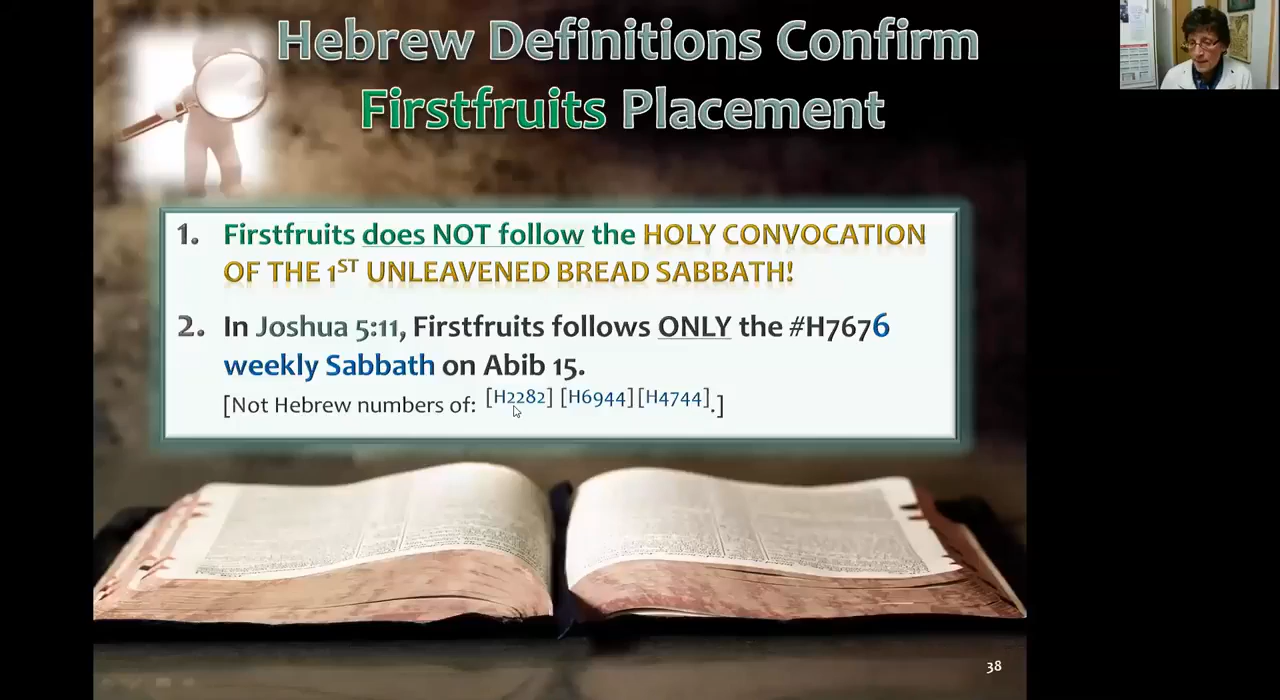 Hebrew Definitions Confirm
Firstfruits Placement
1. Firstfruits does NOT follow the HOLY CONVOCATION
OF THE 1ST UNLEAVENED BREAD SABBATH!
2. In Joshua 5:11, Firstfruits follows ONLY the #H7676
weekly Sabbath on Abib 15.
[Not Hebrew numbers of: [H2282] [H6944] [H4744].]
38